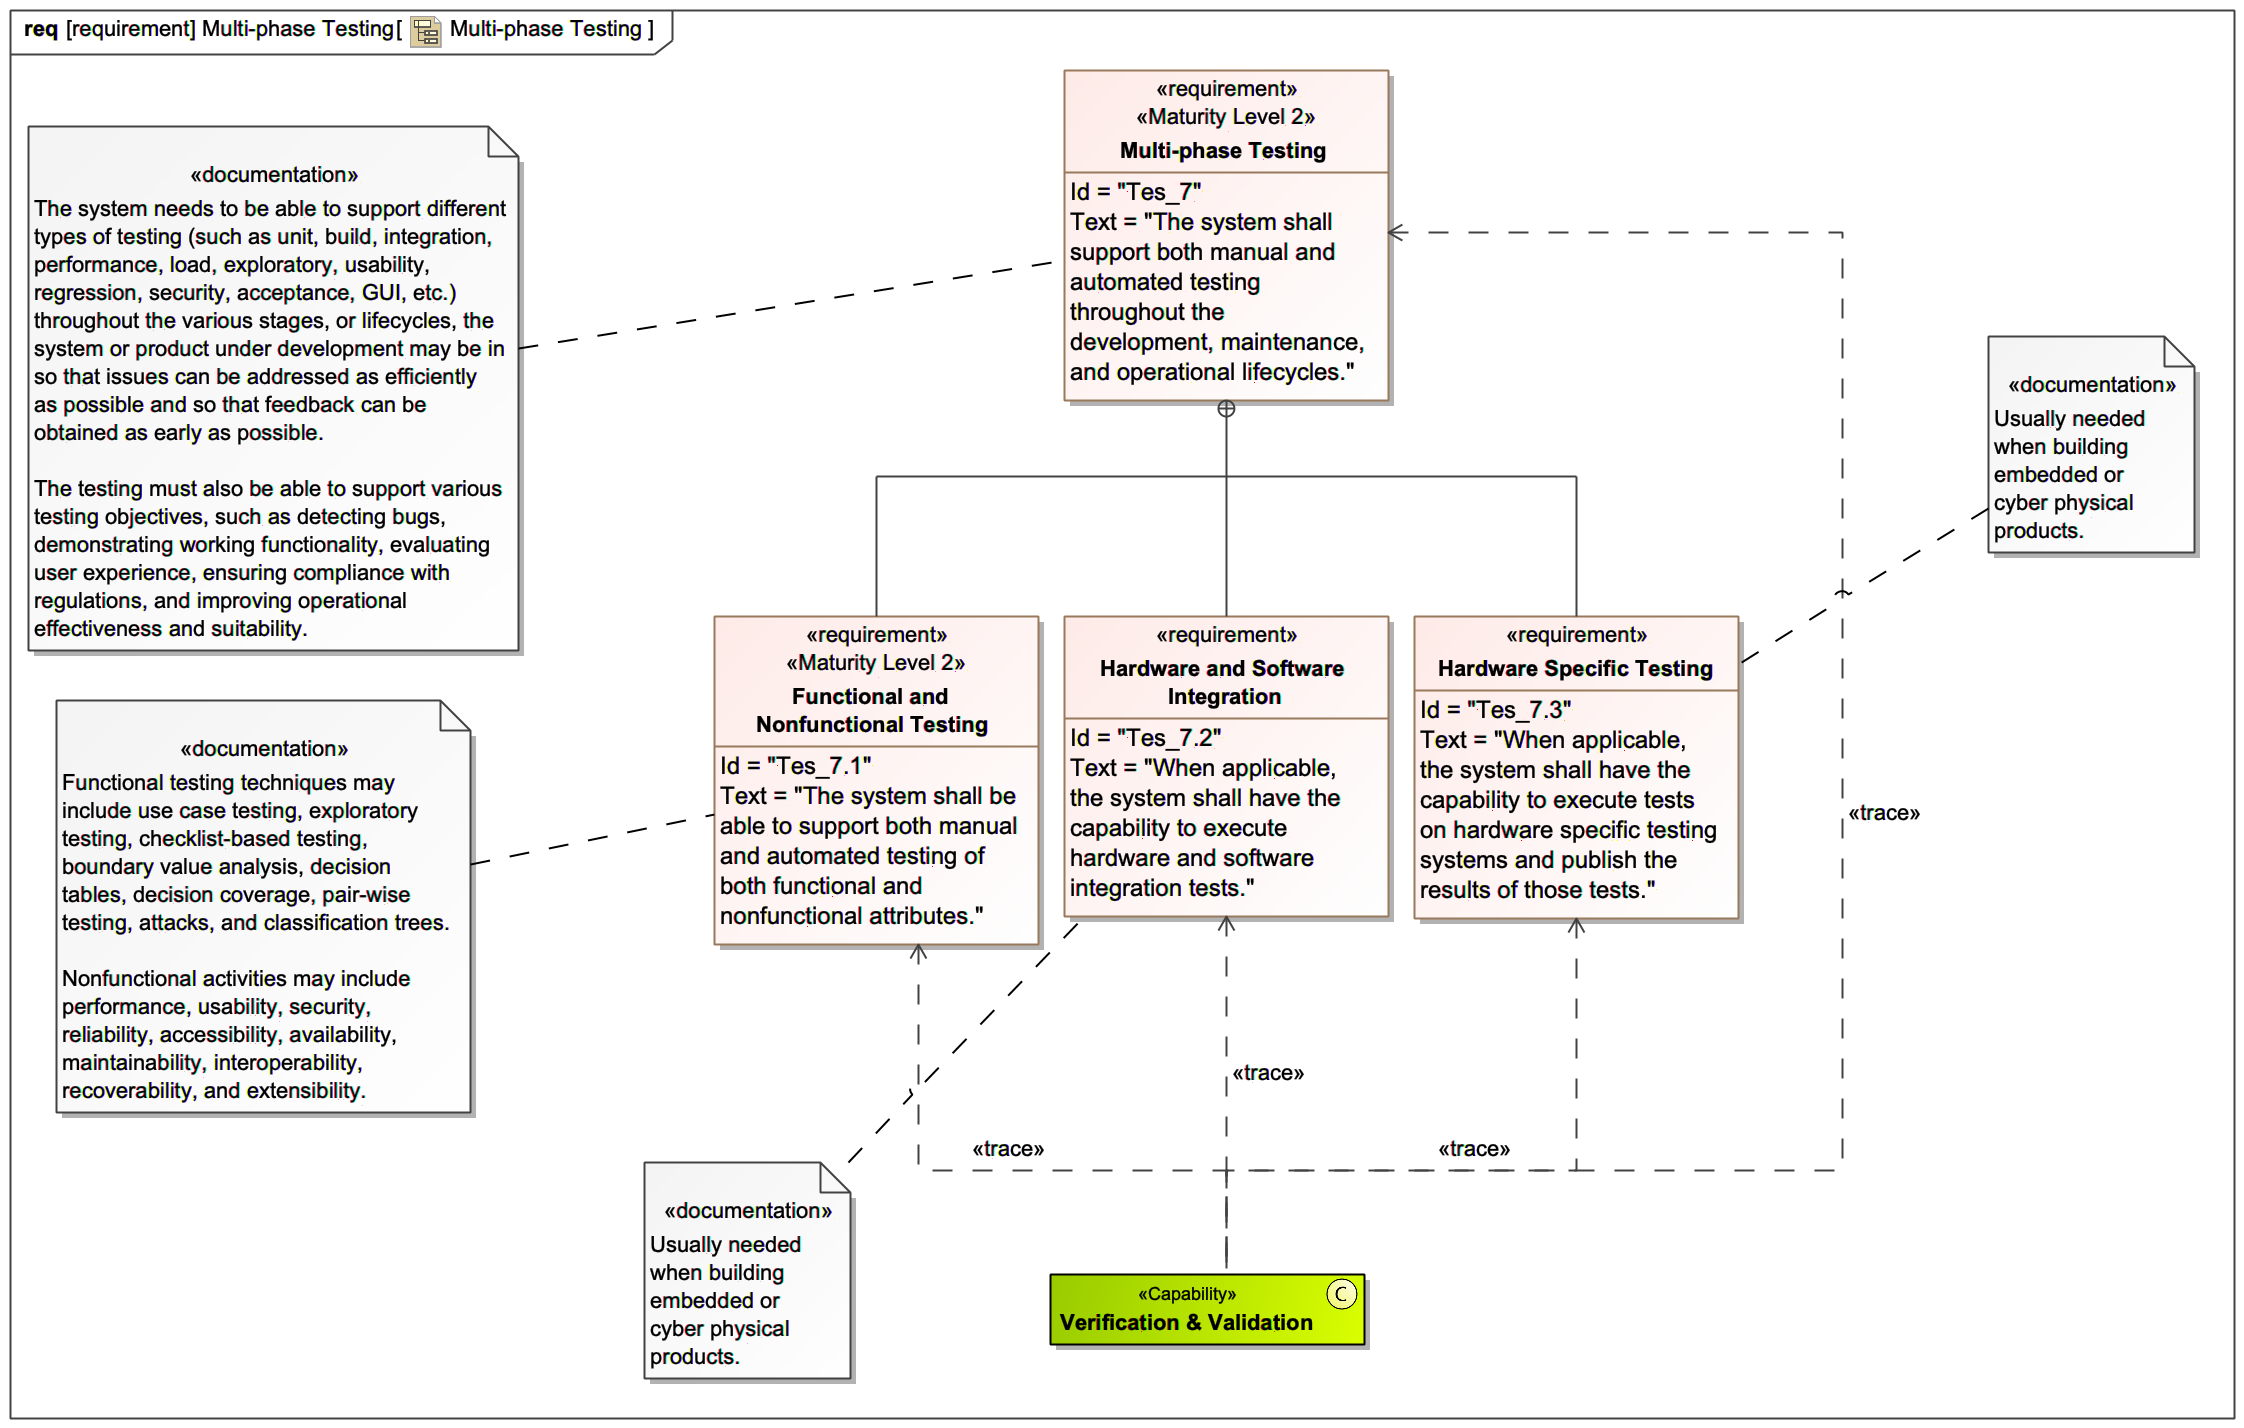 req [requirement] Multi-phase Testing[ Multi-phase Testing ]
«requirement»
«Maturity Level 2»
Multi-phase Testing
Id = "Tes_7"
Text = "The system shall
support both manual and
automated testing
throughout the
development, maintenance,
and operational lifecycles."
«documentation»
The system needs to be able to support different
types of testing (such as unit, build, integration,
performance, load, exploratory, usability,
regression, security, acceptance, GUI, etc.)
throughout the various stages, or lifecycles, the
system or product under development may be in
so that issues can be addressed as efficiently
as possible and so that feedback can be
obtained as early as possible.
The testing must also be able to support various
testing objectives, such as detecting bugs,
demonstrating working functionality, evaluating
user experience, ensuring compliance with
regulations, and improving operational
effectiveness and suitability.
«documentation»
Usually needed
when building
embedded or
cyber physical
products.
«requirement»
«Maturity Level 2»
Functional and
Nonfunctional Testing
Id = "Tes_7.1"
Text = "The system shall be
able to support both manual
and automated testing of
both functional and
nonfunctional attributes."
«requirement»
Hardware and Software
Integration
Id = "Tes_7.2"
Text = "When applicable,
the system shall have the
capability to execute
hardware and software
integration tests."
«requirement»
Hardware Specific Testing
Id = "Tes_7.3"
Text = "When applicable,
the system shall have the
capability to execute tests
on hardware specific testing
systems and publish the
results of those tests."
«trace»
«documentation»
Functional testing techniques may
include use case testing, exploratory
testing, checklist-based testing,
boundary value analysis, decision
tables, decision coverage, pair-wise
testing, attacks, and classification trees.
Nonfunctional activities may include
performance, usability, security,
reliability, accessibility, availability,
maintainability, interoperability,
recoverability, and extensibility.
«trace»
«trace»
«trace»
«documentation»
Usually needed
when building
embedded or
cyber physical
products.
«Capability»
C
Verification & Validation